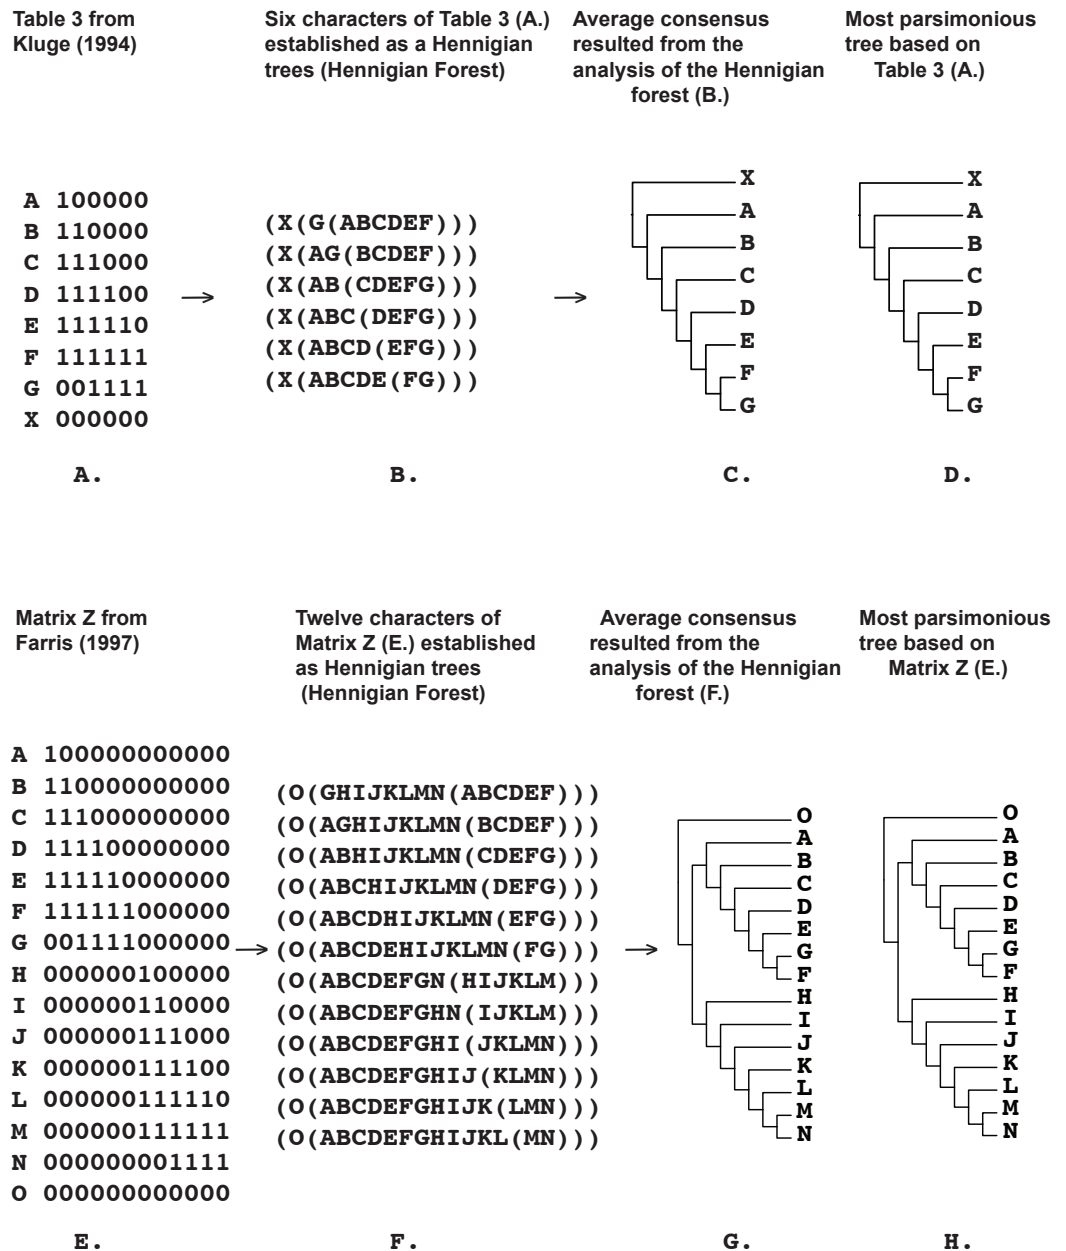 Table 3 from
Kluge (1994)
Six characters of Table 3 (A.)
established as a Hennigian
trees (Hennigian Forest)
Average consensus
resulted from the
analysis of the Hennigian
forest (B.)
Most parsimonious
tree based on
Table 3 (A.)
A 100000
B 110000
C 111000
D 111100
E 111110
F 111111
G 001111
X 000000
(X(G(ABCDEF)))
(X(AG(BCDEF)))
(X(AB(CDEFG)))
(X(ABC(DEFG)))
(X(ABCD(EFG)))
(X(ABCDE(FG)))
X
A
B
C
D
E
F
G
X
A
B
C
D
E
F
G
A.
B.
C.
D.
Matrix Z from
Farris (1997)
Twelve characters of
Matrix Z (E.) established
as Hennigian trees
(Hennigian Forest)
Average consensus
resulted from the
analysis of the Hennigian
forest (F.)
Most parsimonious
tree based on
Matrix Z (E.)
A 100000000000
B 110000000000
C 111000000000
D 111100000000
E 111110000000
F 111111000000
G 001111000000
H 000000100000
I 000000110000
J 000000111000
K 000000111100
L 000000111110
M 000000111111
N 000000001111
O 000000000000
(O(GHIJKLMN(ABCDEF)))
(O(AGHIJKLMN(BCDEF)))
(O(ABHIJKLMN(CDEFG)))
(O(ABCHIJKLMN(DEFG)))
(O(ABCDHIJKLMN(EFG)))
(O(ABCDEHIJKLMN(FG)))
(O(ABCDEFGN(HIJKLM)))
(O(ABCDEFGHN(IJKLM)))
(O(ABCDEFGHI(JKLMN)))
(O(ABCDEFGHIJ(KLMN)))
(O(ABCDEFGHIJK(LMN)))
(O(ABCDEFGHIJKL(MN)))
O
A
B
C
D
E
G
F
H
I
J
K
L
M
N
O
A
B
C
D
E
G
F
H
I
J
K
L
M
N
E.
F.
G.
H.